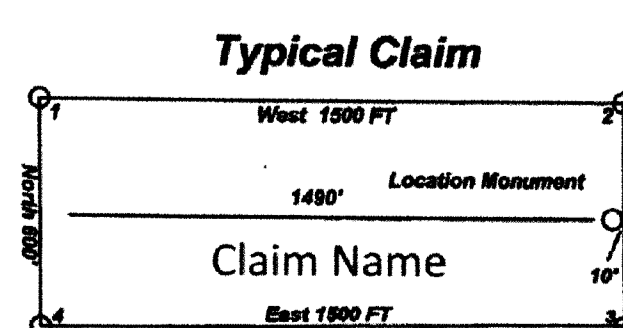 Typical Claim
1
West 1500 FT
2
North 600'
Location Monument
1490'
Claim Name
10'
4
East 1500 FT
3